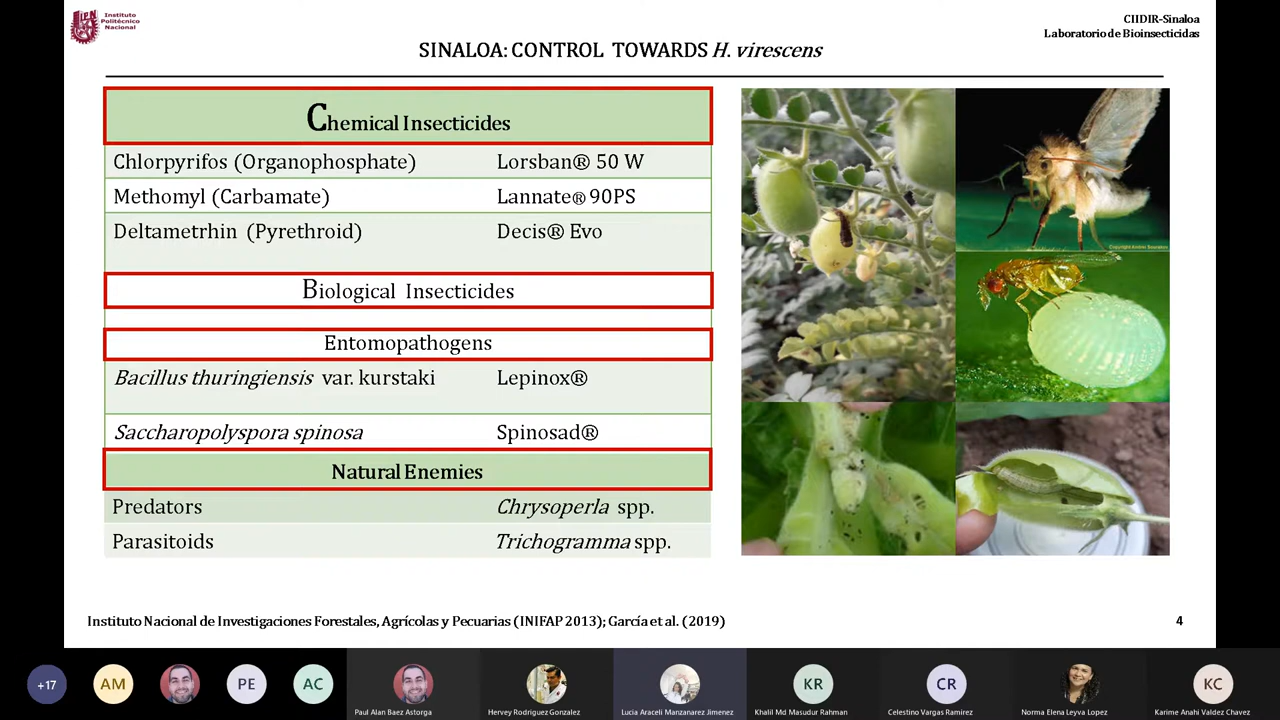 Instituto
Politécnico
Nacional
CIIDIR-Sinaloa
Laboratorio de Bioinsecticidas
SINALOA: CONTROL TOWARDS H. virescens
Chemical Insecticides
Chlorpyrifos (Organophosphate) Lorsban® 50 W
Methomyl (Carbamate) Lannate® 90PS
Deltametrhin (Pyrethroid) Decis® Evo
Biological Insecticides
Entomopathogens
Bacillus thuringiensis var. kurstaki Lepinox®
Saccharopolyspora spinosa Spinosad®
Natural Enemies
Predators Chrysoperla spp.
Parasitoids Trichogramma spp.
Instituto Nacional de Investigaciones Forestales, Agrícolas y Pecuarias (INIFAP 2013); García et al. (2019) 4
+17 AM PE AC KR CR KC
Paul Alan Baez Astorga Hervey Rodriguez Gonzalez Lucia Araceli Manzanarez Jimenez Khalil Md Masudur Rahman Celestino Vargas Ramirez Norma Elena Leyva Lopez Karime Anahi Valdez Chavez